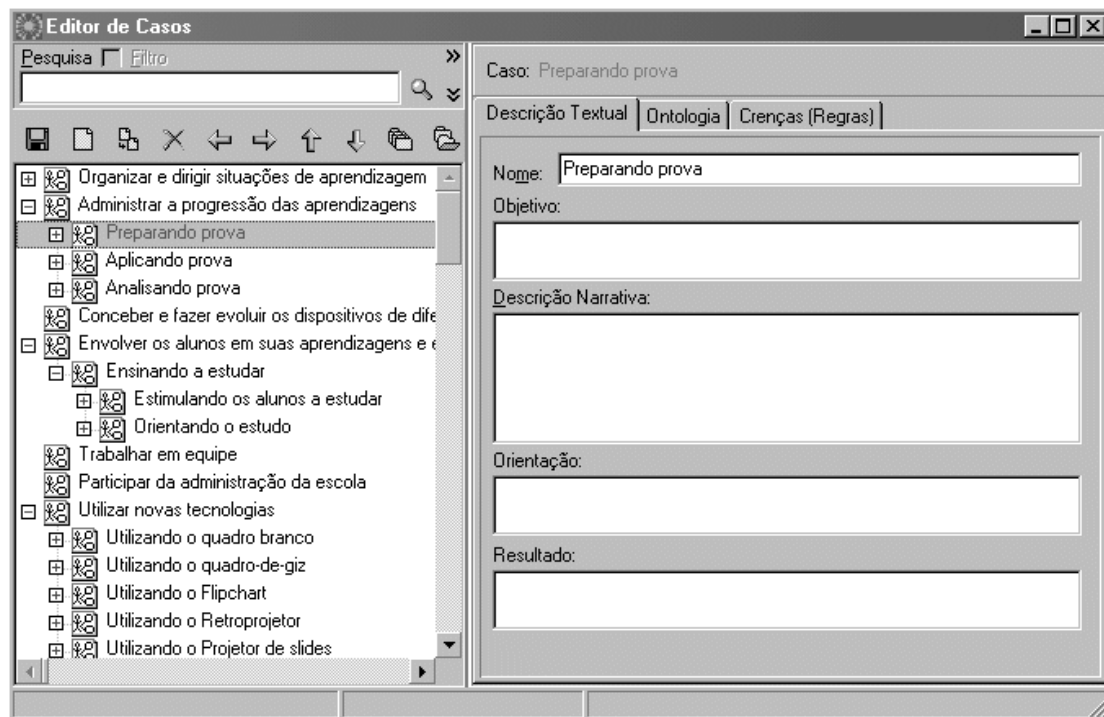 Editor de Casos
Pesquisa Filtro
Organizar e dirigir situações de aprendizagem
Administrar a progressão das aprendizagens
Preparando prova
Aplicando prova
Analisando prova
Conceber e fazer evoluir os dispositivos de dife
Envolver os alunos em suas aprendizagens e e
Ensinando a estudar
Estimulando os alunos a estudar
Orientando o estudo
Trabalhar em equipe
Participar da administração da escola
Utilizar novas tecnologias
Utilizando o quadro branco
Utilizando o quadro-de-giz
Utilizando o Flipchart
Utilizando o Retroprojetor
Utilizando o Projetor de slides
Caso: Preparando prova
Descrição Textual Ontologia Crenças (Regras)
Nome: Preparando prova
Objetivo:
Descrição Narrativa:
Orientação:
Resultado: